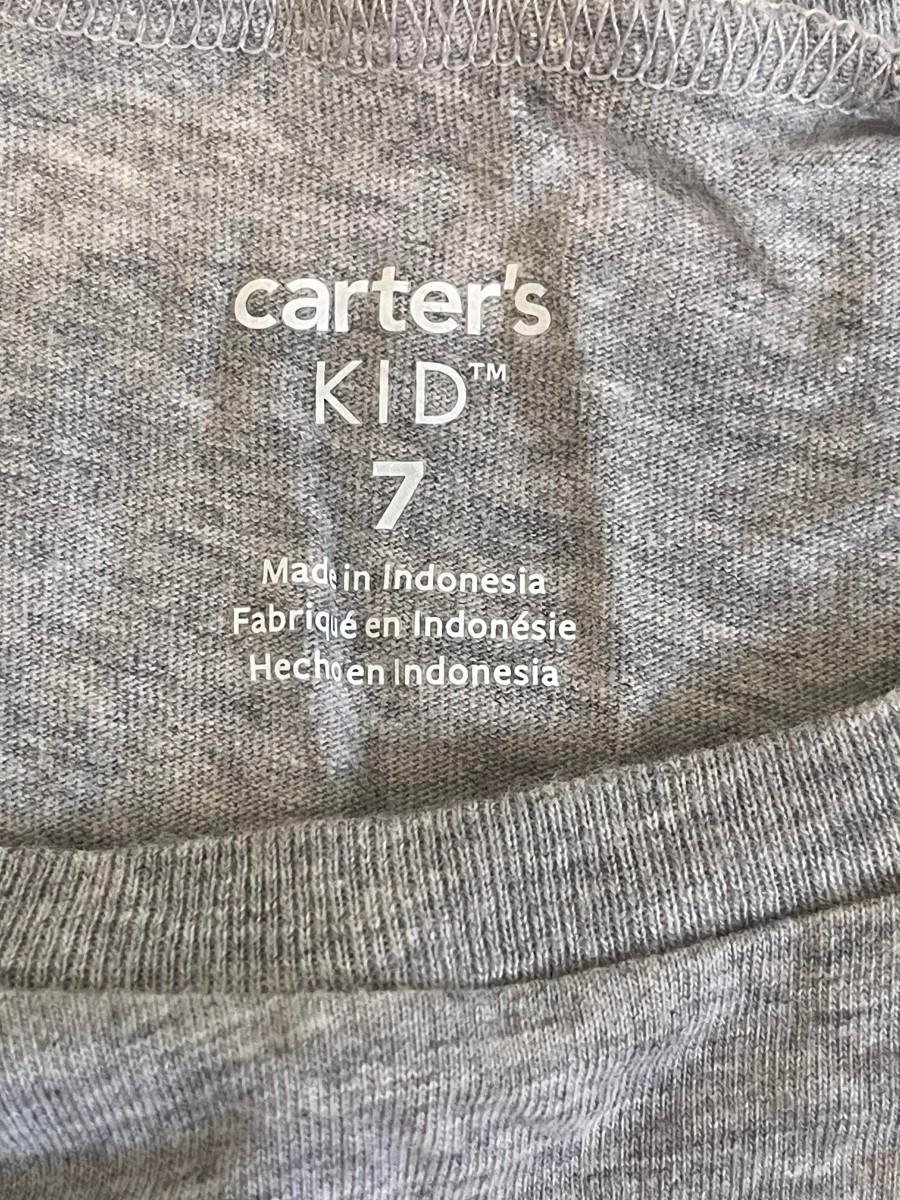 carter's
KID™
7
Made in Indonesia
Fabriqué en Indonésie
Hecho en Indonesia